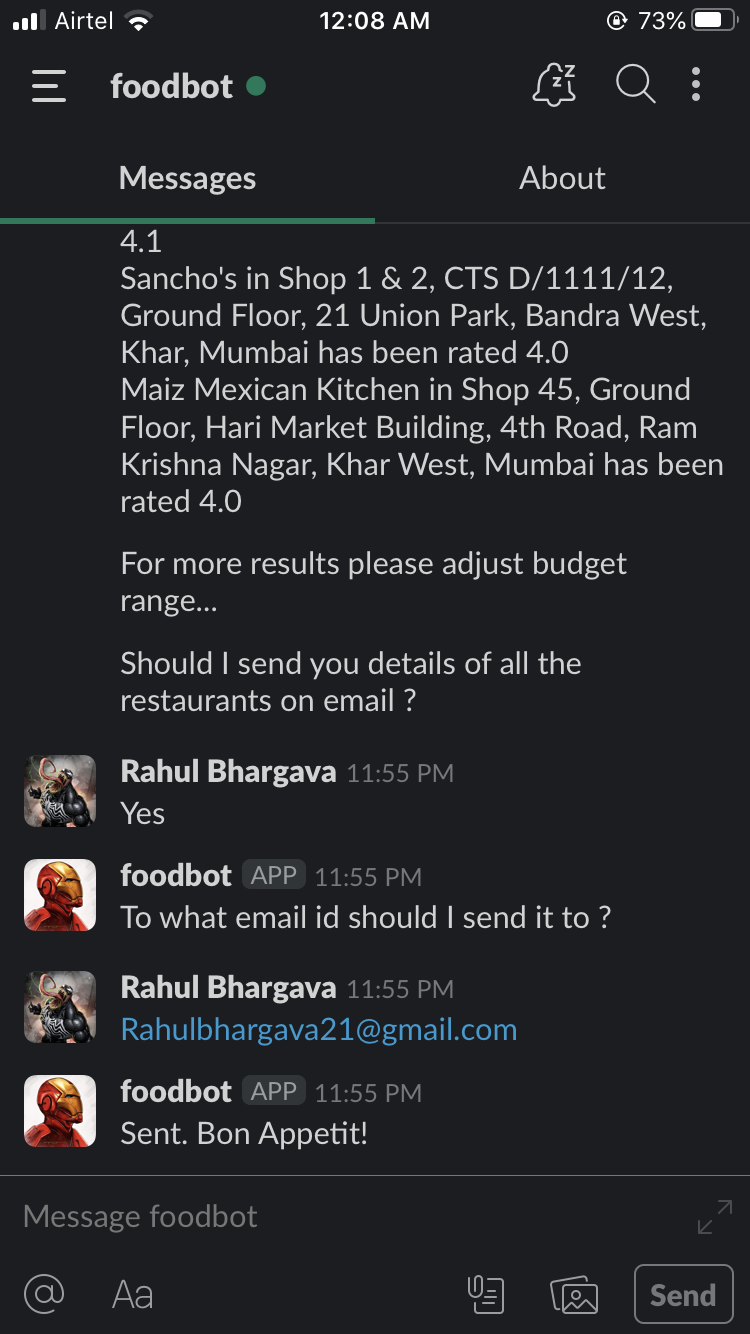 Airtel 12:08 AM 73%
foodbot
Messages About
4.1
Sancho's in Shop 1 & 2, CTS D/1111/12,
Ground Floor, 21 Union Park, Bandra West,
Khar, Mumbai has been rated 4.0
Maiz Mexican Kitchen in Shop 45, Ground
Floor, Hari Market Building, 4th Road, Ram
Krishna Nagar, Khar West, Mumbai has been
rated 4.0
For more results please adjust budget
range...
Should I send you details of all the
restaurants on email ?
Rahul Bhargava 11:55 PM
Yes
foodbot APP 11:55 PM
To what email id should I send it to ?
Rahul Bhargava 11:55 PM
Rahulbhargava21@gmail.com
foodbot APP 11:55 PM
Sent. Bon Appetit!
Message foodbot
@ Aa Send